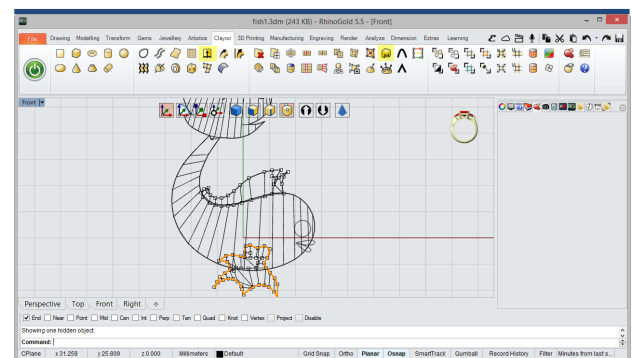 fish1.3dm (243 KB) - RhinoGold 5.5 - [Front]
File Drawing Modelling Transform Gems Jewellery Artistics Clayoo 3D Printing Manufacturing Engraving Render Analyze Dimension Extras Learning
Front
Perspective Top Front Right
End Near Point Mid Cen Int Perp Tan Quad Knot Vertex Project Disable
Showing one hidden object.
Command:
CPlane x 31.259 y 25.809 z 0.000 Millimeters Default Grid Snap Ortho Planar Osnap SmartTrack Gumball Record History Filter Minutes from last s...